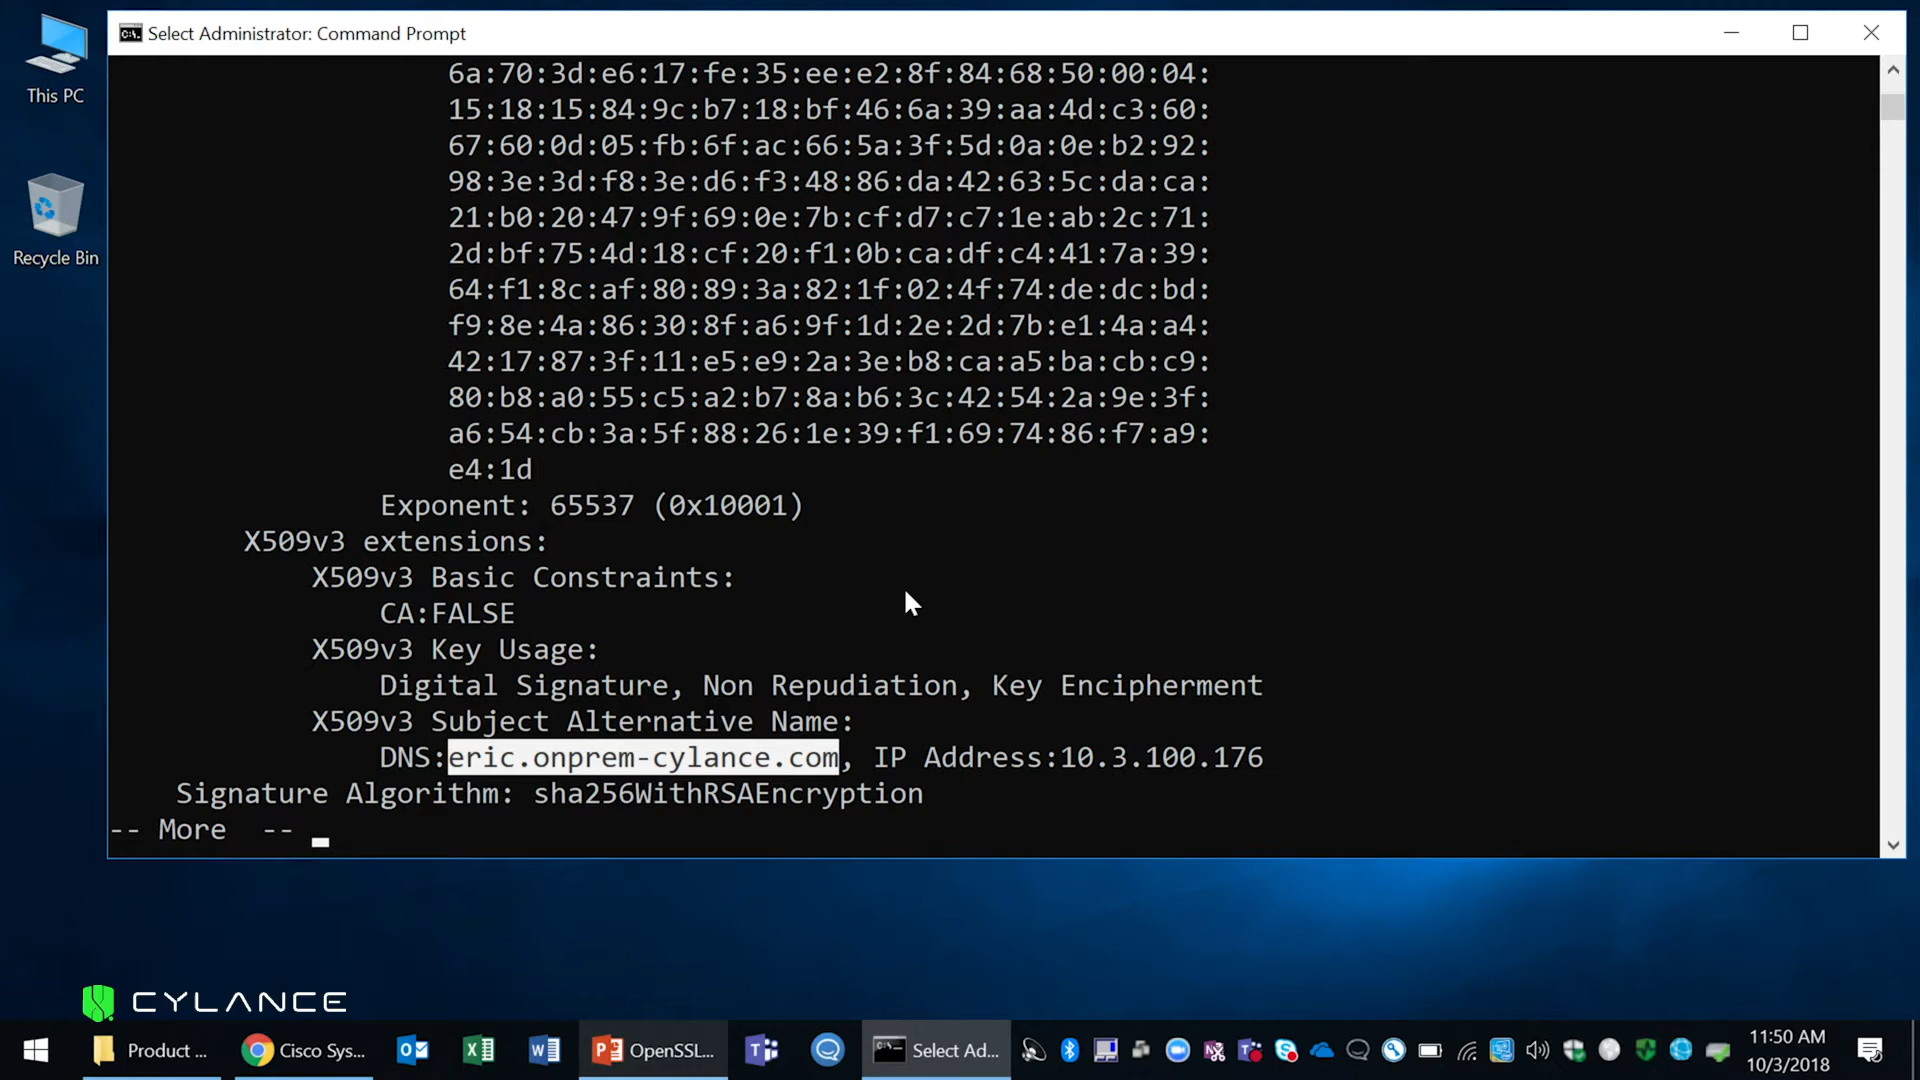 Select Administrator: Command Prompt
This PC
Recycle Bin
6a:70:3d:e6:17:fe:35:ee:e2:8f:84:68:50:00:04:
15:18:15:84:9c:b7:18:bf:46:6a:39:aa:4d:c3:60:
67:60:0d:05:fb:6f:ac:66:5a:3f:5d:0a:0e:b2:92:
98:3e:3d:f8:3e:d6:f3:48:86:da:42:63:5c:da:ca:
21:b0:20:47:9f:69:0e:7b:cf:d7:c7:1e:ab:2c:71:
2d:bf:75:4d:18:cf:20:f1:0b:ca:df:c4:41:7a:39:
64:f1:8c:af:80:89:3a:82:1f:02:4f:74:de:dc:bd:
f9:8e:4a:86:30:8f:a6:9f:1d:2e:2d:7b:e1:4a:a4:
42:17:87:3f:11:e5:e9:2a:3e:b8:ca:a5:ba:cb:c9:
80:b8:a0:55:c5:a2:b7:8a:b6:3c:42:54:2a:9e:3f:
a6:54:cb:3a:5f:88:26:1e:39:f1:69:74:86:f7:a9:
e4:1d
Exponent: 65537 (0x10001)
X509v3 extensions:
X509v3 Basic Constraints:
CA:FALSE
X509v3 Key Usage:
Digital Signature, Non Repudiation, Key Encipherment
X509v3 Subject Alternative Name:
DNS:eric.onprem-cylance.com, IP Address:10.3.100.176
Signature Algorithm: sha256WithRSAEncryption
-- More  --
CYLANCE
Product ...
Cisco Sys...
OpenSSL...
Select Ad...
11:50 AM
10/3/2018